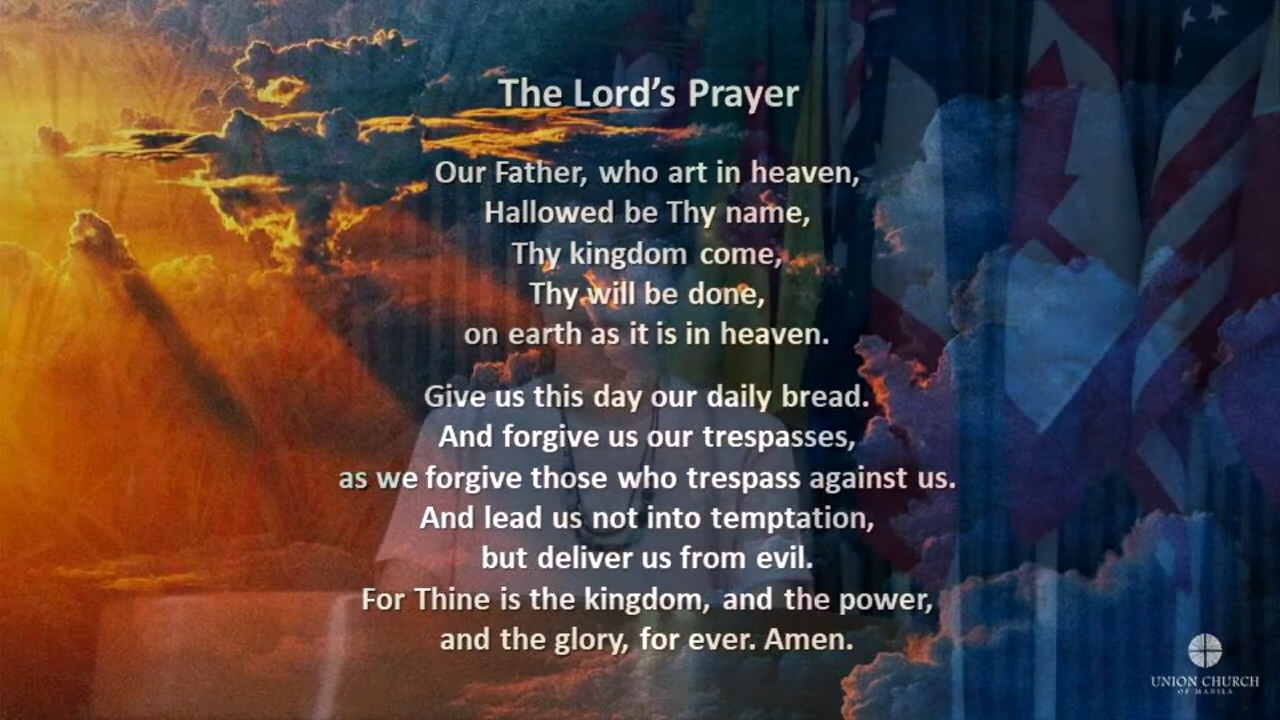 The Lord's Prayer
Our Father, who art in heaven,
Hallowed be Thy name,
Thy kingdom come,
Thy will be done,
on earth as it is in heaven.
Give us this day our daily bread.
And forgive us our trespasses,
as we forgive those who trespass against us.
And lead us not into temptation,
but deliver us from evil.
For Thine is the kingdom, and the power,
and the glory, for ever. Amen.
UNION CHURCH
OF MANILA